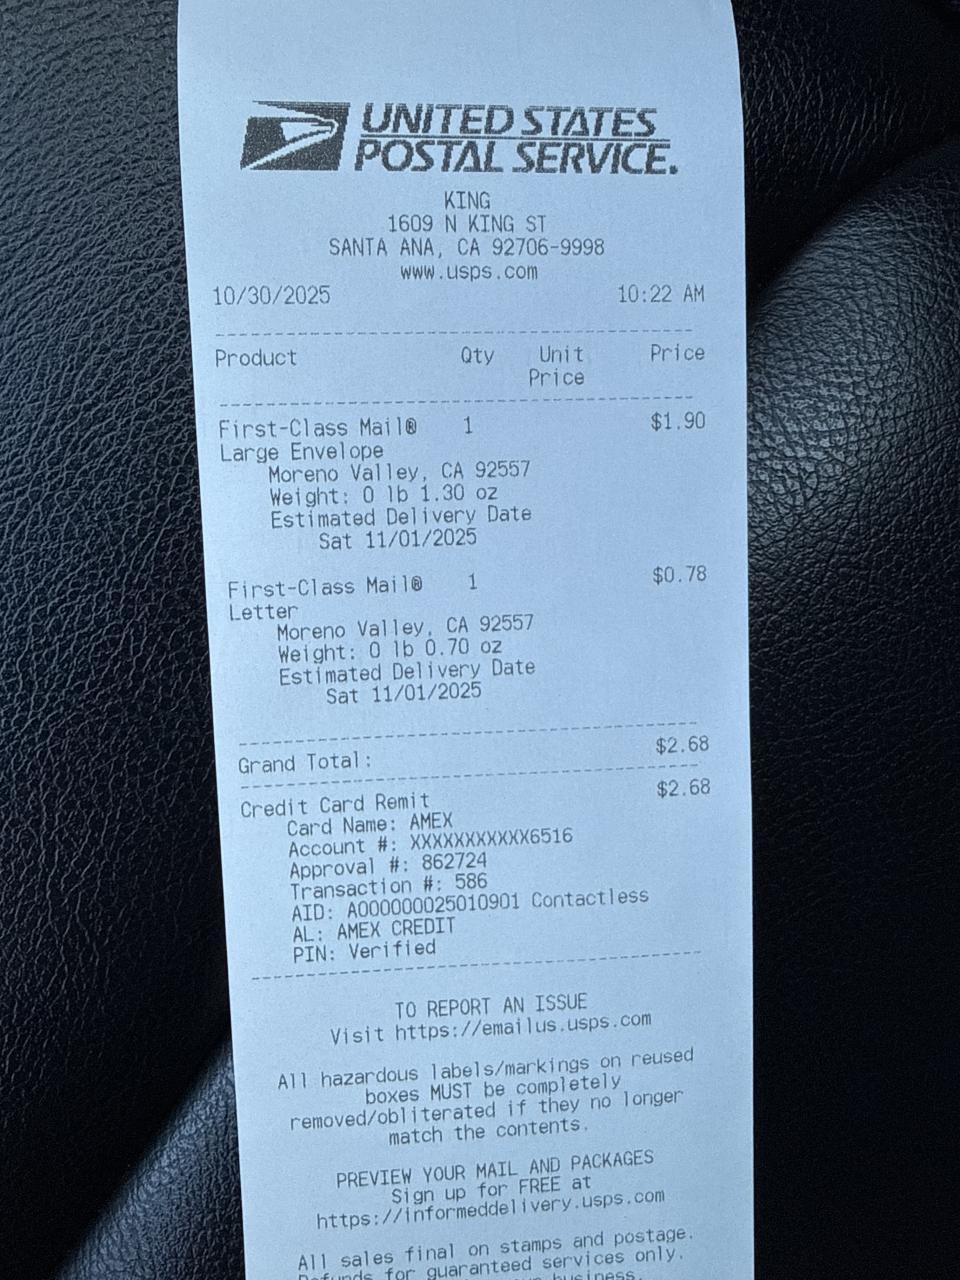 UNITED STATES
POSTAL SERVICE.
KING
1609 N KING ST
SANTA ANA, CA 92706-9998
www.usps.com
10/30/2025 10:22 AM
Product Qty Unit Price
Price
First-Class Mail® 1 $1.90
Large Envelope
Moreno Valley, CA 92557
Weight: 0 lb 1.30 oz
Estimated Delivery Date
Sat 11/01/2025
First-Class Mail® 1 $0.78
Letter
Moreno Valley, CA 92557
Weight: 0 lb 0.70 oz
Estimated Delivery Date
Sat 11/01/2025
Grand Total: $2.68
Credit Card Remit $2.68
Card Name: AMEX
Account #: XXXXXXXXXXX6516
Approval #: 862724
Transaction #: 586
AID: A000000025010901 Contactless
AL: AMEX CREDIT
PIN: Verified
TO REPORT AN ISSUE
Visit https://emailus.usps.com
All hazardous labels/markings on reused
boxes MUST be completely
removed/obliterated if they no longer
match the contents.
PREVIEW YOUR MAIL AND PACKAGES
Sign up for FREE at
https://informeddelivery.usps.com
All sales final on stamps and postage.
Refunds for guaranteed services only.
business.